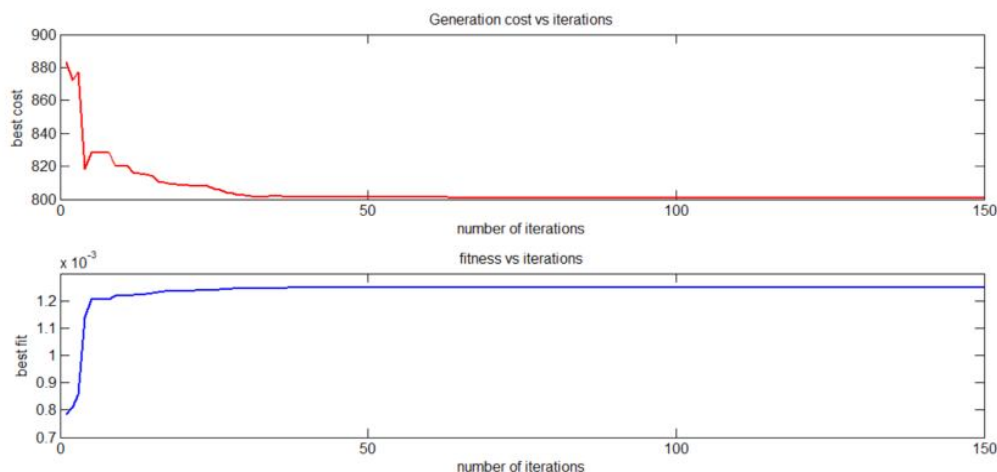 Generation cost vs iterations
900
880
860
840
820
800
best cost
0 50 100 150
number of iterations
fitness vs iterations
x 10^-3
1.2
1.1
1
0.9
0.8
0.7
best fit
0 50 100 150
number of iterations